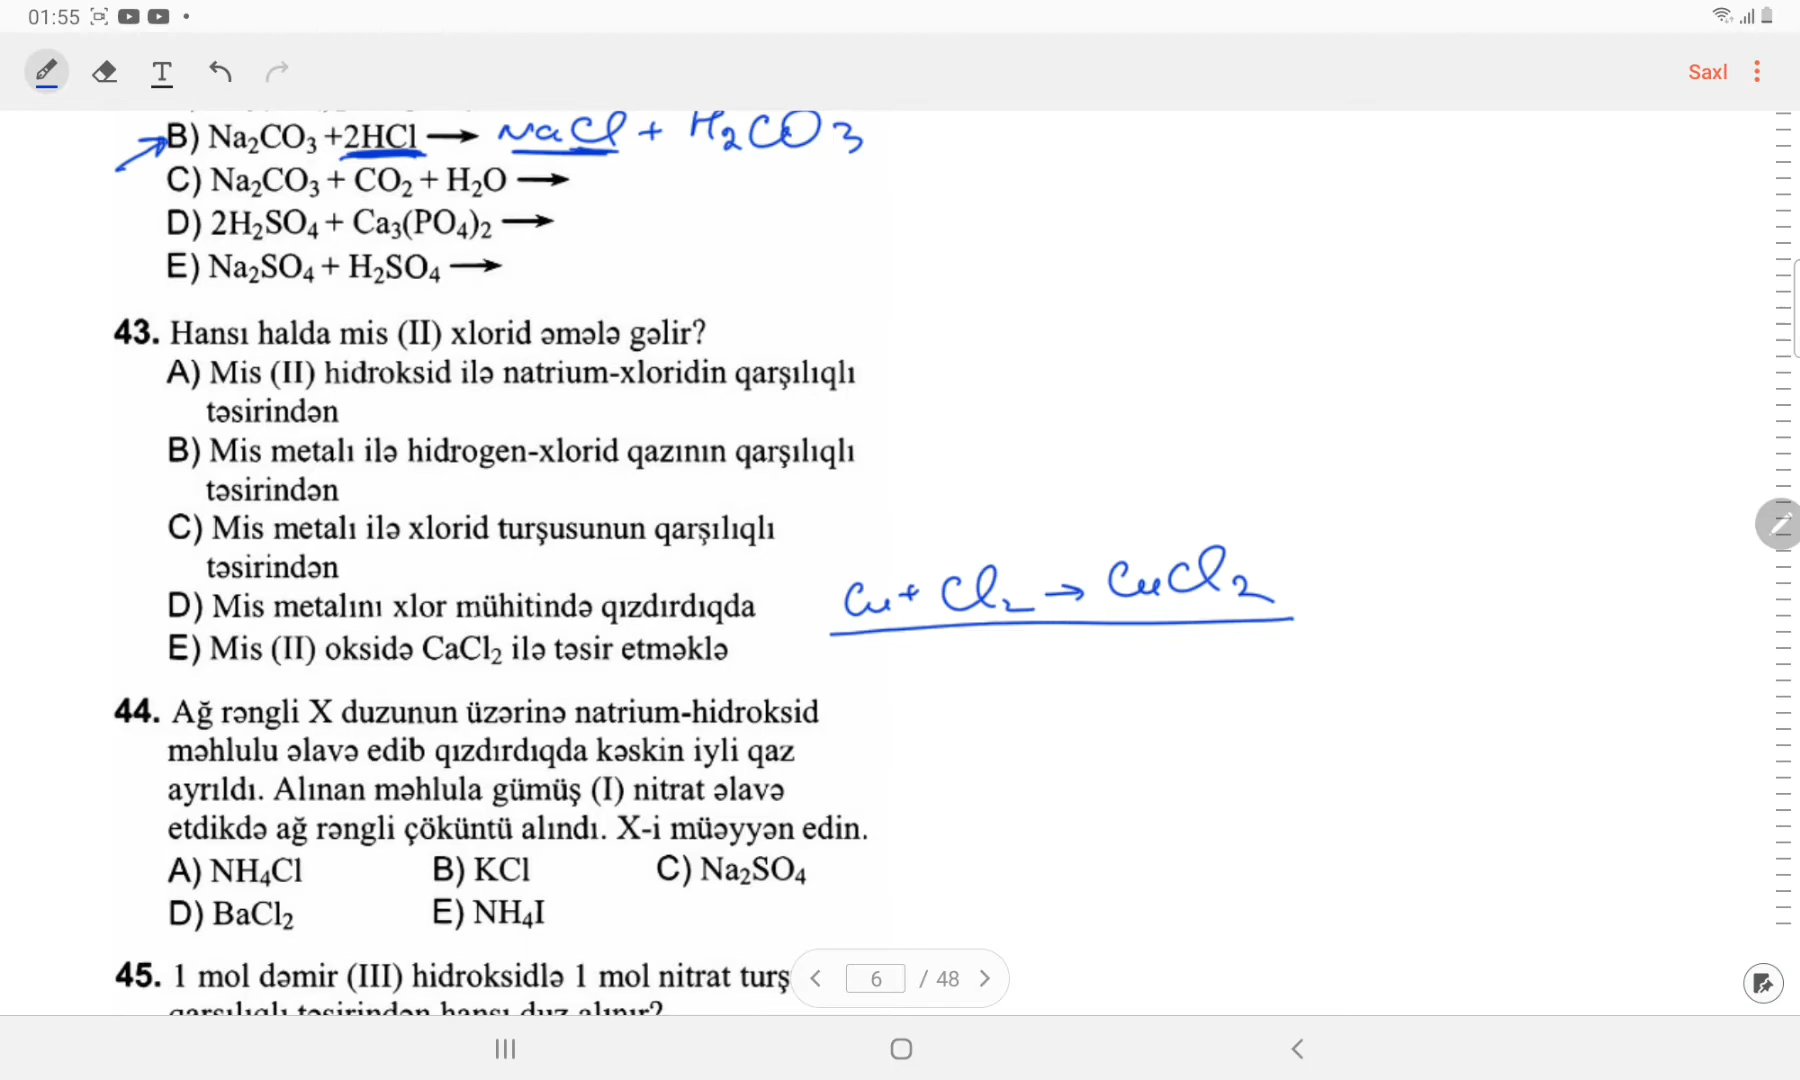 01:55
Saxl
B) Na₂CO₃ +2HCl ⟶ NaCl + H₂CO₃
C) Na₂CO₃ + CO₂ + H₂O ⟶
D) 2H₂SO₄ + Ca₃(PO₄)₂ ⟶
E) Na₂SO₄ + H₂SO₄ ⟶
43. Hansı halda mis (II) xlorid əmələ gəlir?
A) Mis (II) hidroksid ilə natrium-xloridin qarşılıqlı
təsirindən
B) Mis metalı ilə hidrogen-xlorid qazının qarşılıqlı
təsirindən
C) Mis metalı ilə xlorid turşusunun qarşılıqlı
təsirindən
D) Mis metalını xlor mühitində qızdırdıqda
Cu + Cl₂ → CuCl₂
E) Mis (II) oksidə CaCl₂ ilə təsir etməklə
44. Ağ rəngli X duzunun üzərinə natrium-hidroksid
məhlulu əlavə edib qızdırdıqda kəskin iyli qaz
ayrıldı. Alınan məhlula gümüş (I) nitrat əlavə
etdikdə ağ rəngli çöküntü alındı. X-i müəyyən edin.
A) NH₄Cl B) KCl C) Na₂SO₄
D) BaCl₂ E) NH₄I
45. 1 mol dəmir (III) hidroksidlə 1 mol nitrat turş
qarşılıqlı təsirindən hansı duz alınır?
6 / 48